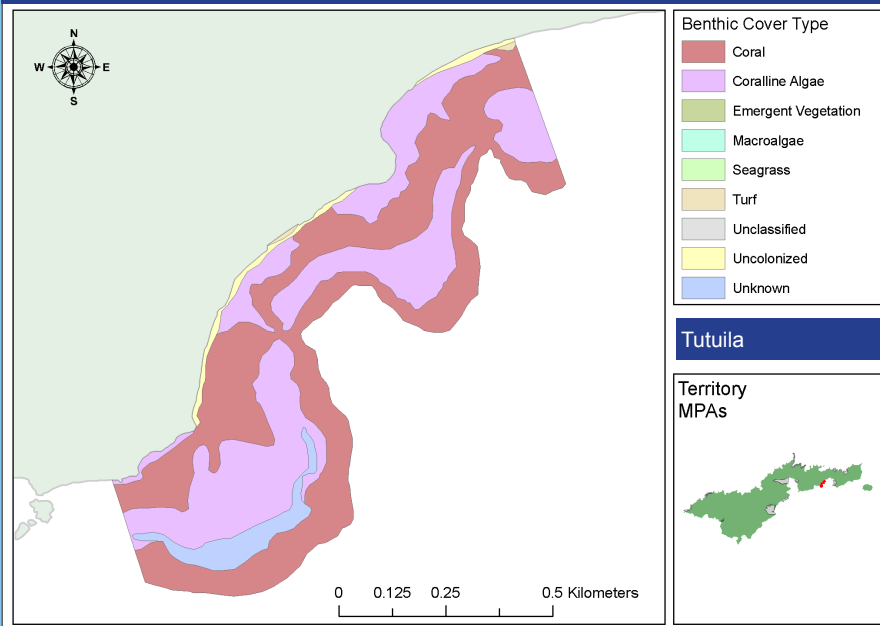 N
W E
S
0 0.125 0.25 0.5 Kilometers
Benthic Cover Type
Coral
Coralline Algae
Emergent Vegetation
Macroalgae
Seagrass
Turf
Unclassified
Uncolonized
Unknown
Tutuila
Territory
MPAs